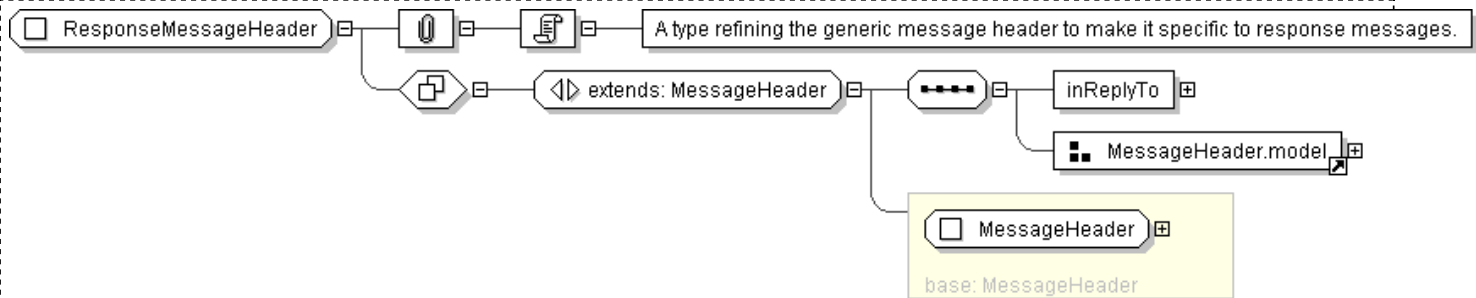 ResponseMessageHeader
A type refining the generic message header to make it specific to response messages.
extends: MessageHeader
inReplyTo
MessageHeader.model
MessageHeader
base: MessageHeader